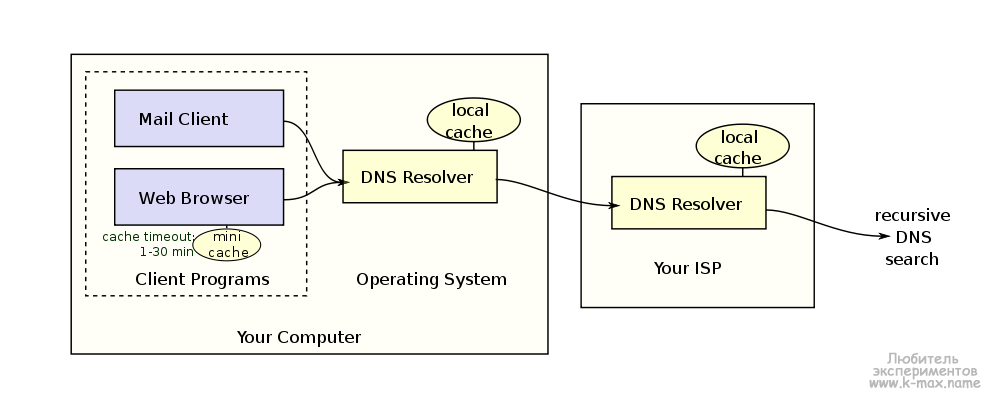 Mail Client
Web Browser
cache timeout:
1-30 min
mini
cache
Client Programs
local
cache
DNS Resolver
Operating System
Your Computer
local
cache
DNS Resolver
Your ISP
recursive
DNS
search
Любитель
экспериментов
www.k-max.name